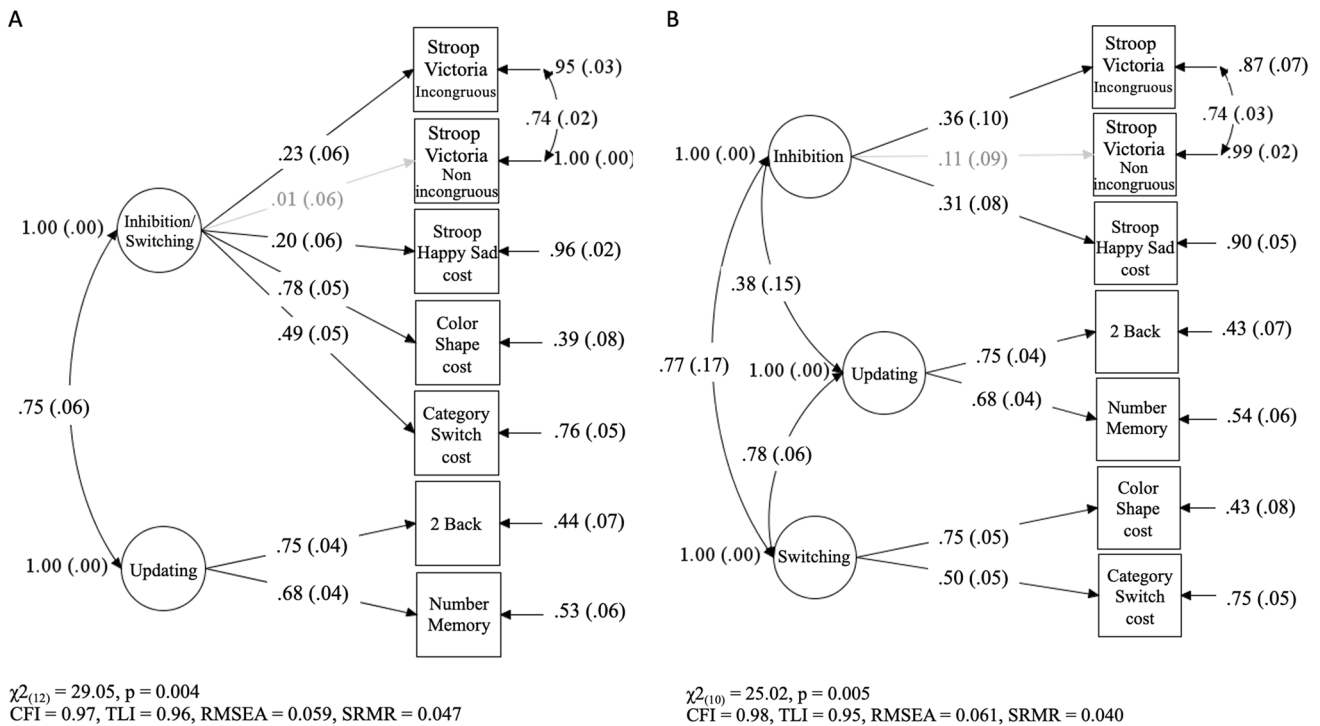 A
Stroop
Victoria
Incongruous
.95 (.03)
.74 (.02)
Stroop
Victoria
Non
incongruous
1.00 (.00)
.23 (.06)
.01 (.06)
1.00 (.00)
Inhibition/
Switching
.20 (.06)
Stroop
Happy Sad
cost
.96 (.02)
.78 (.05)
Color
Shape
cost
.39 (.08)
.49 (.05)
Category
Switch
cost
.76 (.05)
.75 (.06)
2 Back
.44 (.07)
.75 (.04)
1.00 (.00)
Updating
.68 (.04)
Number
Memory
.53 (.06)
χ2(12) = 29.05, p = 0.004
CFI = 0.97, TLI = 0.96, RMSEA = 0.059, SRMR = 0.047
B
Stroop
Victoria
Incongruous
.87 (.07)
.74 (.03)
.36 (.10)
Stroop
Victoria
Non
incongruous
.99 (.02)
1.00 (.00)
Inhibition
.11 (.09)
.31 (.08)
Stroop
Happy Sad
cost
.90 (.05)
.38 (.15)
2 Back
.43 (.07)
.77 (.17)
1.00 (.00)
Updating
.75 (.04)
.68 (.04)
Number
Memory
.54 (.06)
.78 (.06)
Color
Shape
cost
.43 (.08)
1.00 (.00)
Switching
.75 (.05)
.50 (.05)
Category
Switch
cost
.75 (.05)
χ2(10) = 25.02, p = 0.005
CFI = 0.98, TLI = 0.95, RMSEA = 0.061, SRMR = 0.040